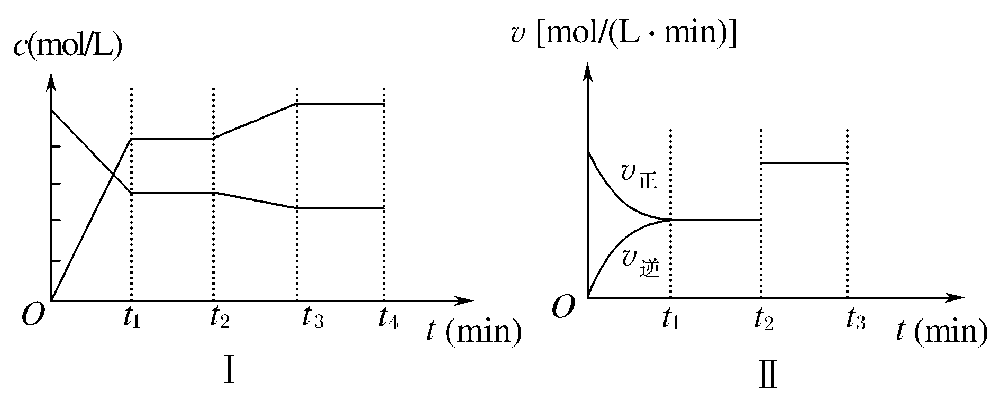 c(mol/L)
O
t1
t2
t3
t4
t (min)
Ⅰ
v [mol/(L·min)]
v正
v逆
O
t1
t2
t3
t (min)
Ⅱ